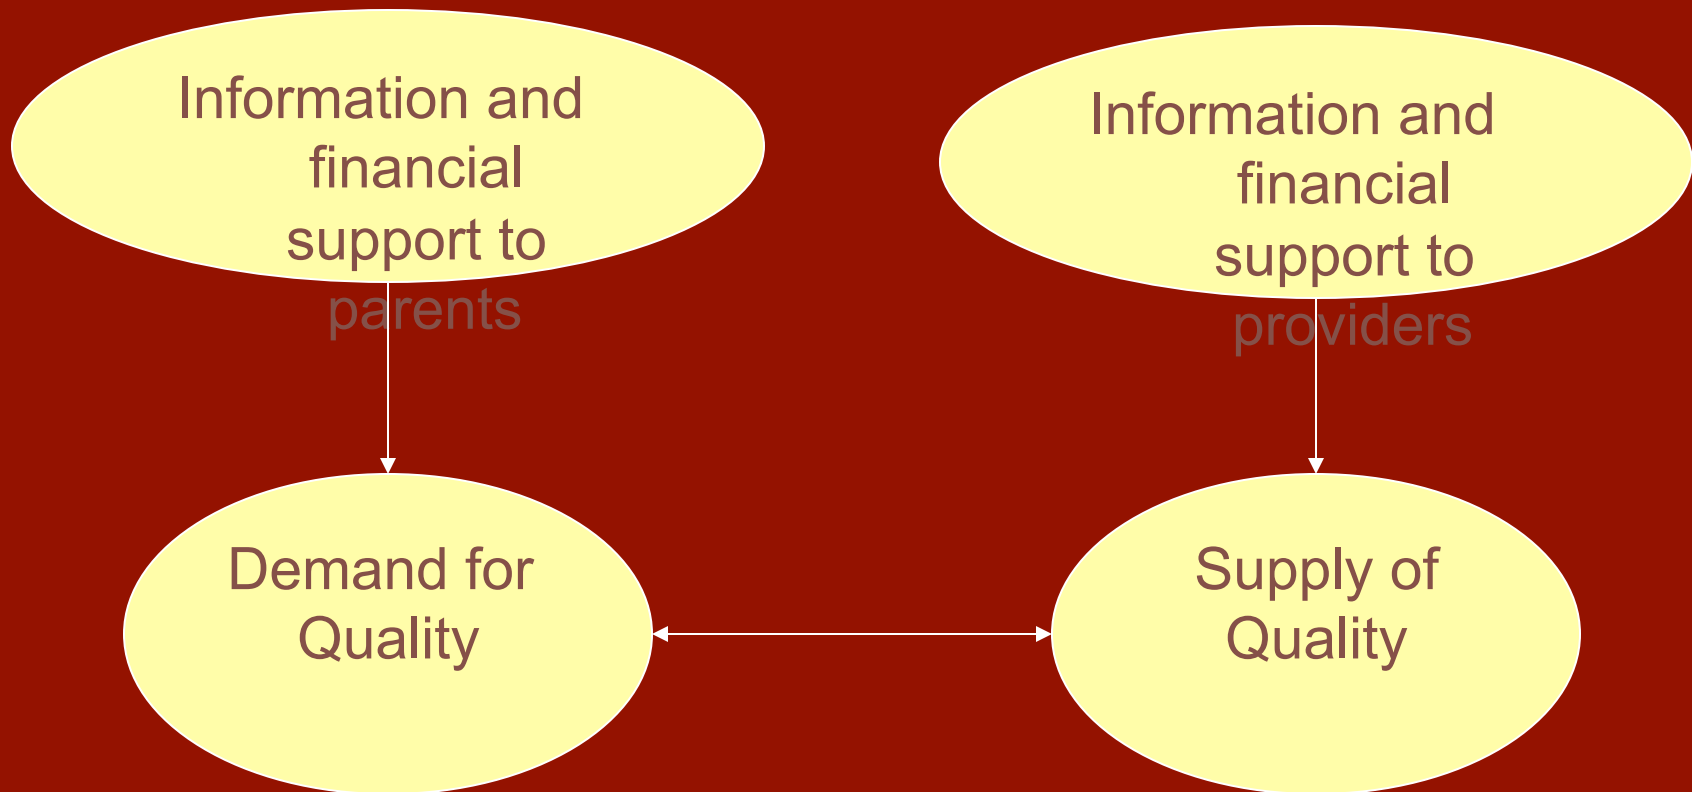 Information and
financial
support to
parents
Information and
financial
support to
providers
Demand for
Quality
Supply of
Quality